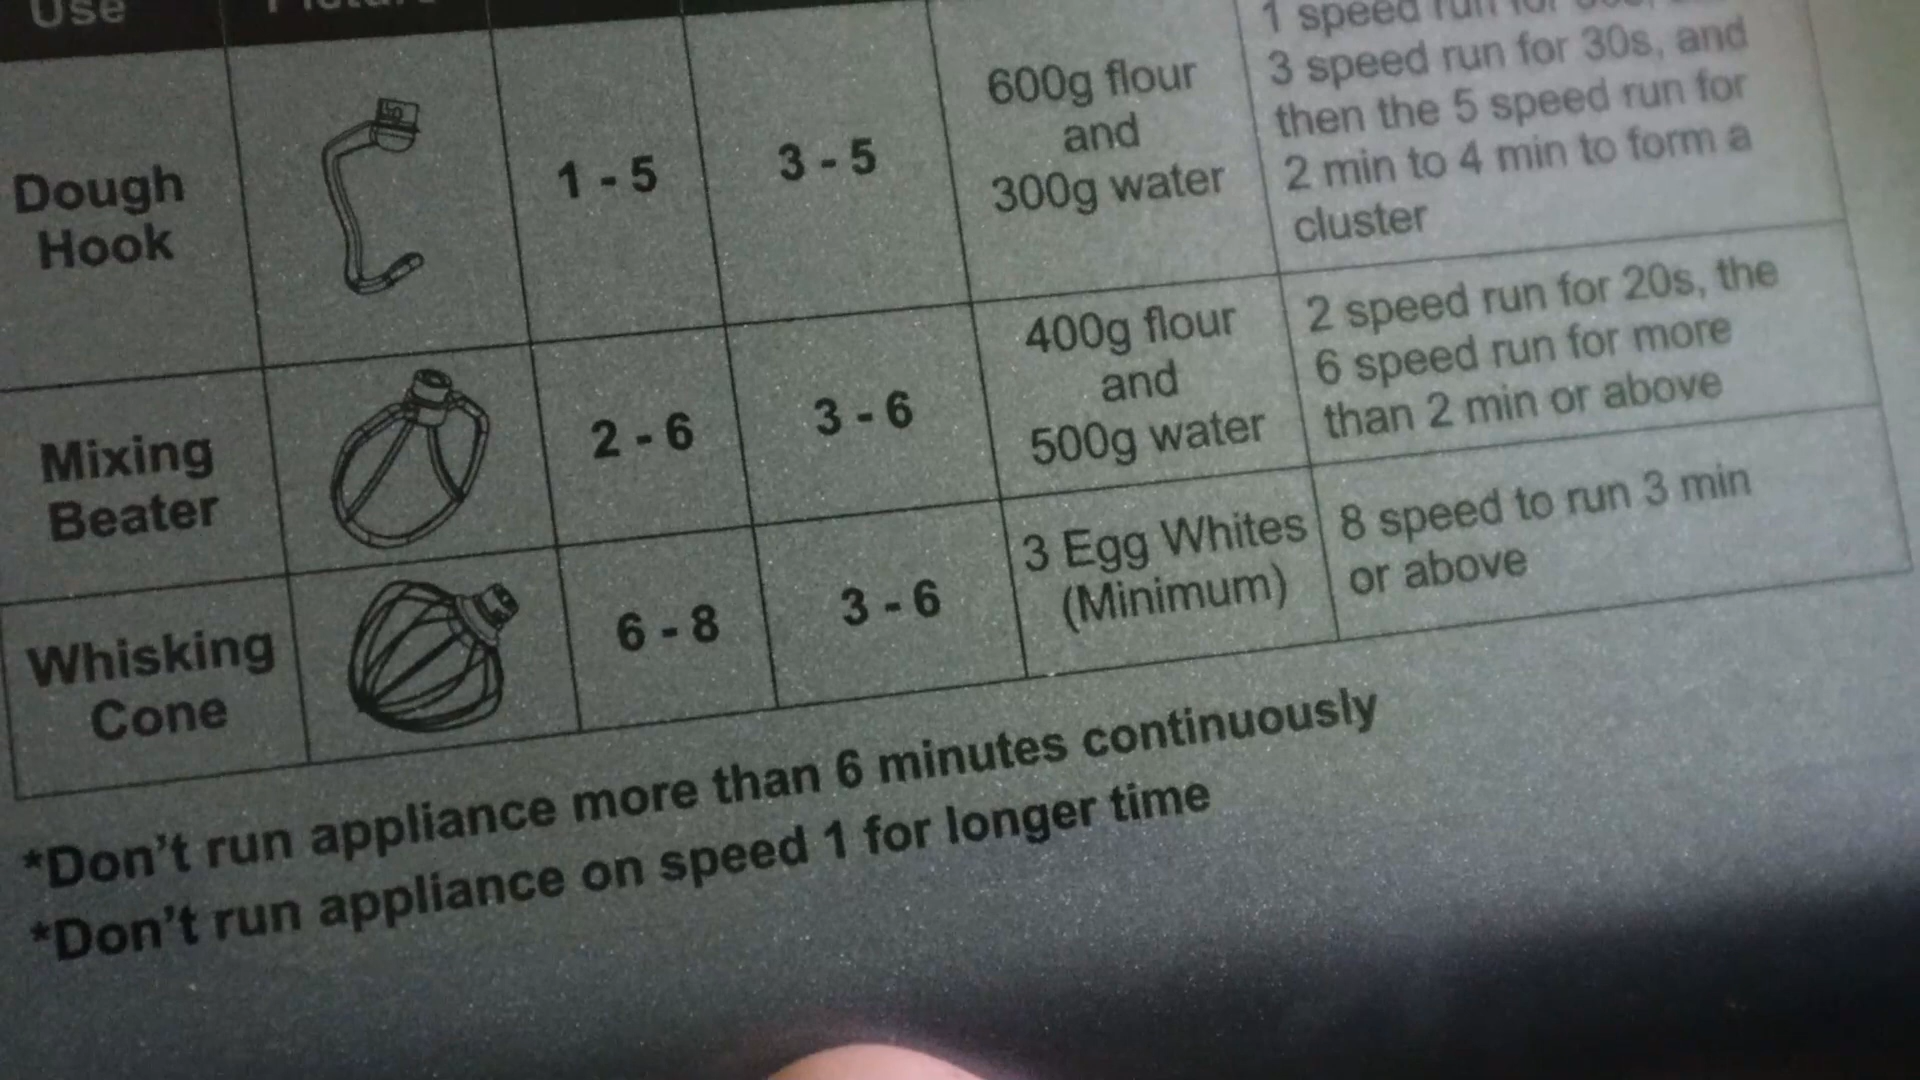 Use
Dough
Hook
1 - 5
3 - 5
600g flour
and
300g water
1 speed run for
3 speed run for 30s, and
then the 5 speed run for
2 min to 4 min to form a
cluster
Mixing
Beater
2 - 6
3 - 6
400g flour
and
500g water
2 speed run for 20s, the
6 speed run for more
than 2 min or above
Whisking
Cone
6 - 8
3 - 6
3 Egg Whites
(Minimum)
8 speed to run 3 min
or above
*Don't run appliance more than 6 minutes continuously
*Don't run appliance on speed 1 for longer time